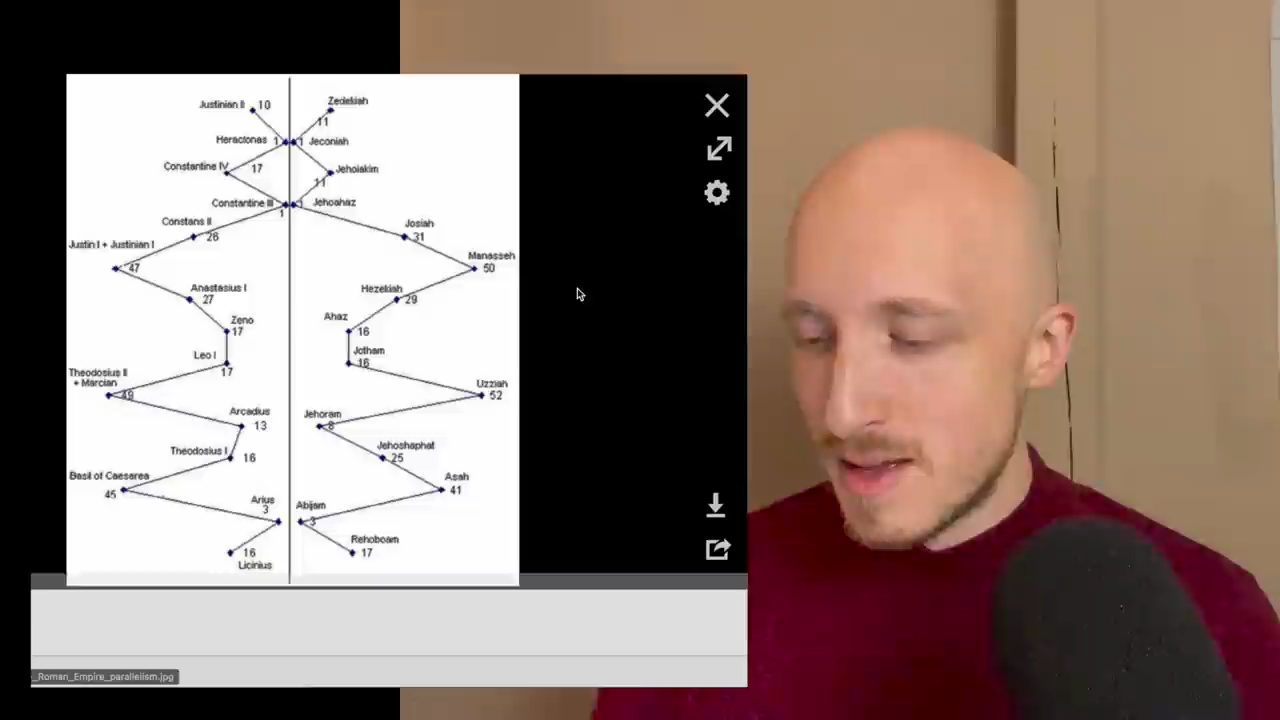 Justinian II 10
Zedekiah
11
Heraclonas 1
1 Jeconiah
Constantine IV 17
Jehoiakim
11
Constantine III
1
1 Jehoahaz
Constans II
26
Josiah
31
Justin I + Justinian I
47
Manasseh
50
Anastasius I
27
Hezekiah
29
Zeno
17
Ahaz
16
Leo I
17
Jotham
16
Theodosius II
+ Marcian
49
Uzziah
52
Arcadius
13
Jehoram
8
Theodosius I 16
Jehoshaphat
25
Basil of Caesarea
45
Asah
41
Arius
3
Abijam
3
16
Licinius
Rehoboam
17
_Roman_Empire_parallelism.jpg